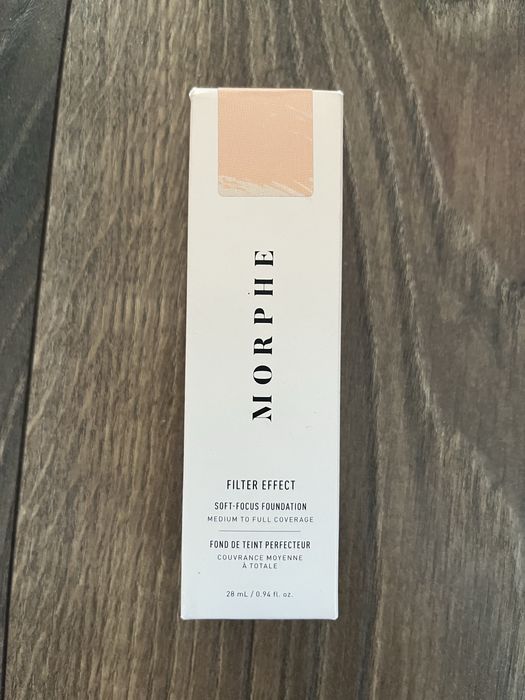 MORPHE
FILTER EFFECT
SOFT-FOCUS FOUNDATION
MEDIUM TO FULL COVERAGE
FOND DE TEINT PERFECTEUR
COUVRANCE MOYENNE
À TOTALE
28 mL / 0.94 fl. oz.